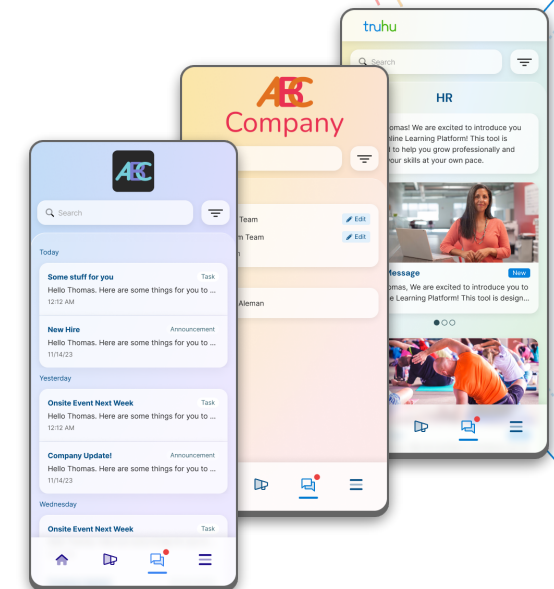 truhu
Search
HR
omas! We are excited to introduce you
nline Learning Platform! This tool is
to help you grow professionally and
our skills at your own pace.
Message
New
omas, We are excited to introduce you to
e Learning Platform! This tool is design...
ABC
Company
Team
Edit
m Team
Edit
Aleman
ABC
Search
Today
Some stuff for you
Task
Hello Thomas. Here are some things for you to ...
12:12 AM
New Hire
Announcement
Hello Thomas. Here are some things for you to ...
11/14/23
Yesterday
Onsite Event Next Week
Task
Hello Thomas. Here are some things for you to ...
12:12 AM
Company Update!
Announcement
Hello Thomas. Here are some things for you to ...
11/14/23
Wednesday
Onsite Event Next Week
Task